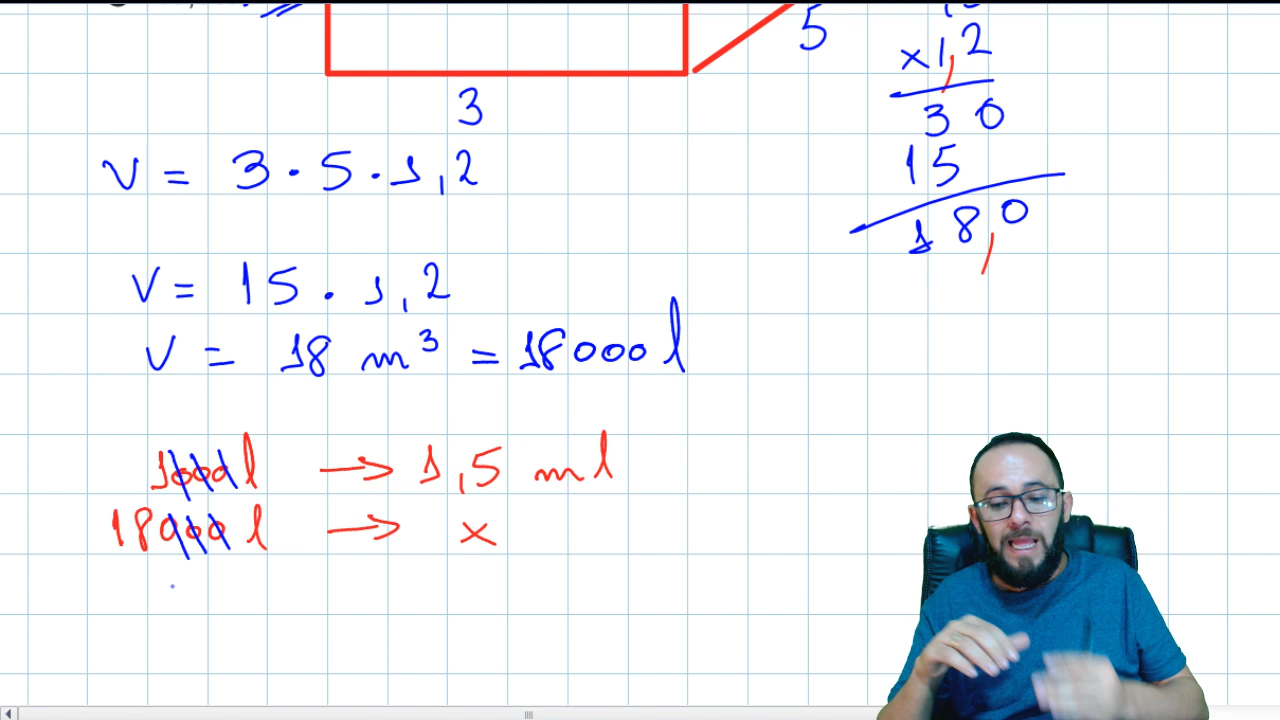 5
x1,2
3
30
V = 3 · 5 · 1,2
15
18,0
V = 15 · 1,2
V = 18 m³ = 18000 l
1000 l → 1,5 ml
18000 l → x